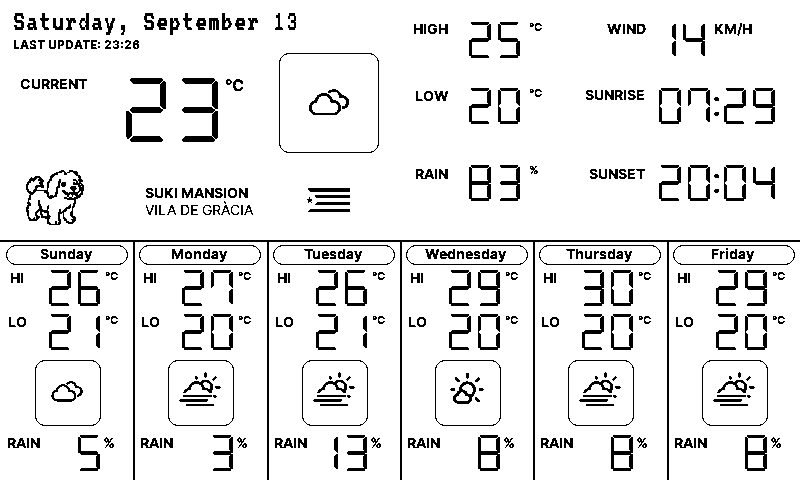 Saturday, September 13
LAST UPDATE: 23:26
CURRENT 23 °C
SUKI MANSION
VILA DE GRÀCIA
HIGH 25 °C
LOW 20 °C
RAIN 83 %
WIND 14 KM/H
SUNRISE 07:29
SUNSET 20:04
Sunday
HI 26 °C
LO 21 °C
RAIN 5 %
Monday
HI 27 °C
LO 20 °C
RAIN 3 %
Tuesday
HI 26 °C
LO 21 °C
RAIN 13 %
Wednesday
HI 29 °C
LO 20 °C
RAIN 8 %
Thursday
HI 30 °C
LO 20 °C
RAIN 8 %
Friday
HI 29 °C
LO 20 °C
RAIN 8 %